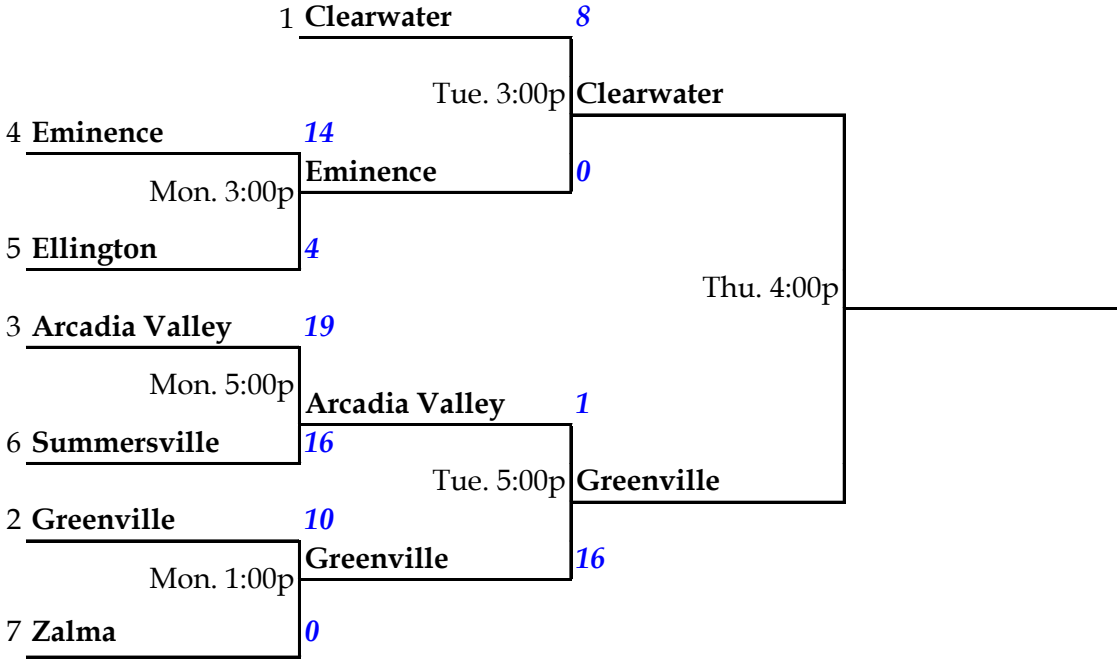 1 Clearwater 8
Tue. 3:00p Clearwater
4 Eminence 14
Mon. 3:00p Eminence 0
5 Ellington 4
Thu. 4:00p
3 Arcadia Valley 19
Mon. 5:00p
Arcadia Valley 1
6 Summersville 16
Tue. 5:00p Greenville
2 Greenville 10
Greenville 16
Mon. 1:00p
7 Zalma 0